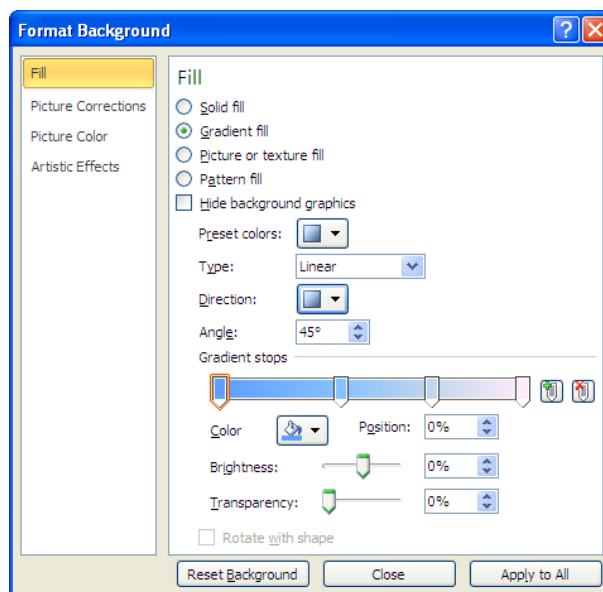 Format Background
Fill
Picture Corrections
Picture Color
Artistic Effects
Fill
Solid fill
Gradient fill
Picture or texture fill
Pattern fill
Hide background graphics
Preset colors:
Type: Linear
Direction:
Angle: 45°
Gradient stops
Color Position: 0%
Brightness: 0%
Transparency: 0%
Rotate with shape
Reset Background Close Apply to All